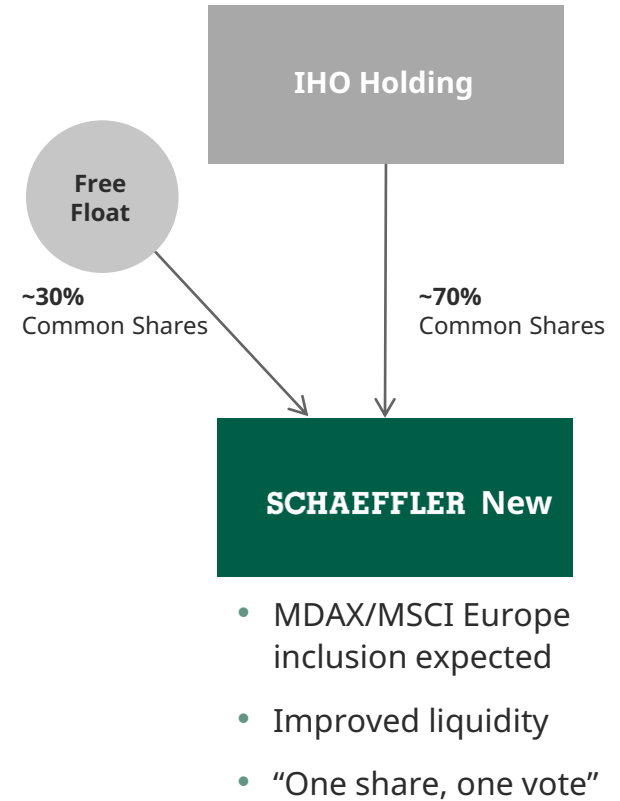 IHO Holding
Free
Float
~30%
Common Shares
~70%
Common Shares
SCHAEFFLER New
• MDAX/MSCI Europe
inclusion expected
• Improved liquidity
• “One share, one vote”